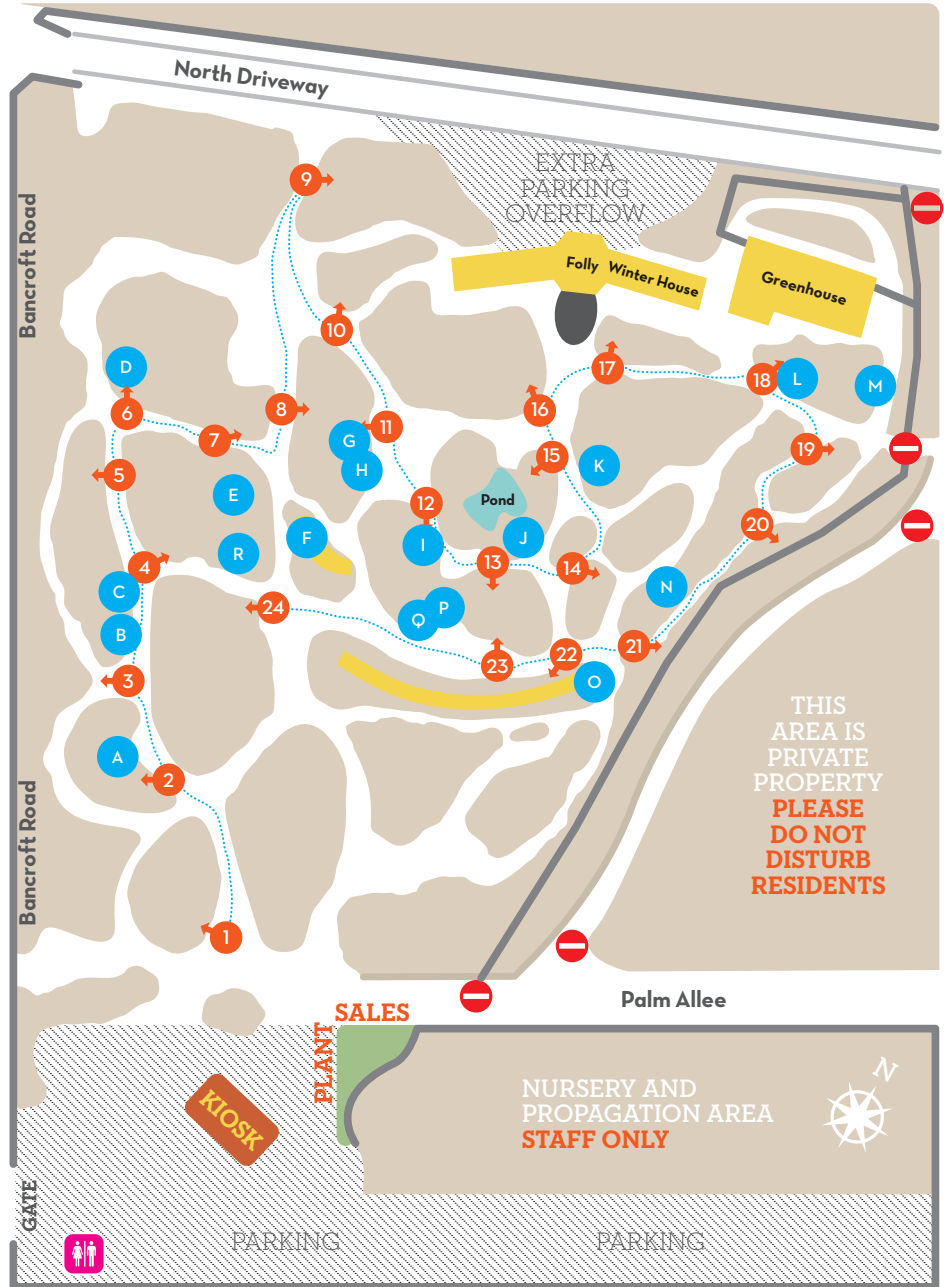 North Driveway
9
EXTRA
PARKING
OVERFLOW
Bancroft Road
Folly Winter House
Greenhouse
10
D
17
18
L
M
6
8
16
7
11
G
19
15
K
H
5
E
Pond
12
20
F
J
I
R
4
13
14
C
N
24
P
Q
B
21
22
23
3
O
A
2
THIS
AREA IS
PRIVATE
PROPERTY
PLEASE
DO NOT
DISTURB
RESIDENTS
Bancroft Road
1
Palm Allee
PLANT
SALES
N
NURSERY AND
PROPAGATION AREA
STAFF ONLY
KIOSK
GATE
PARKING
PARKING